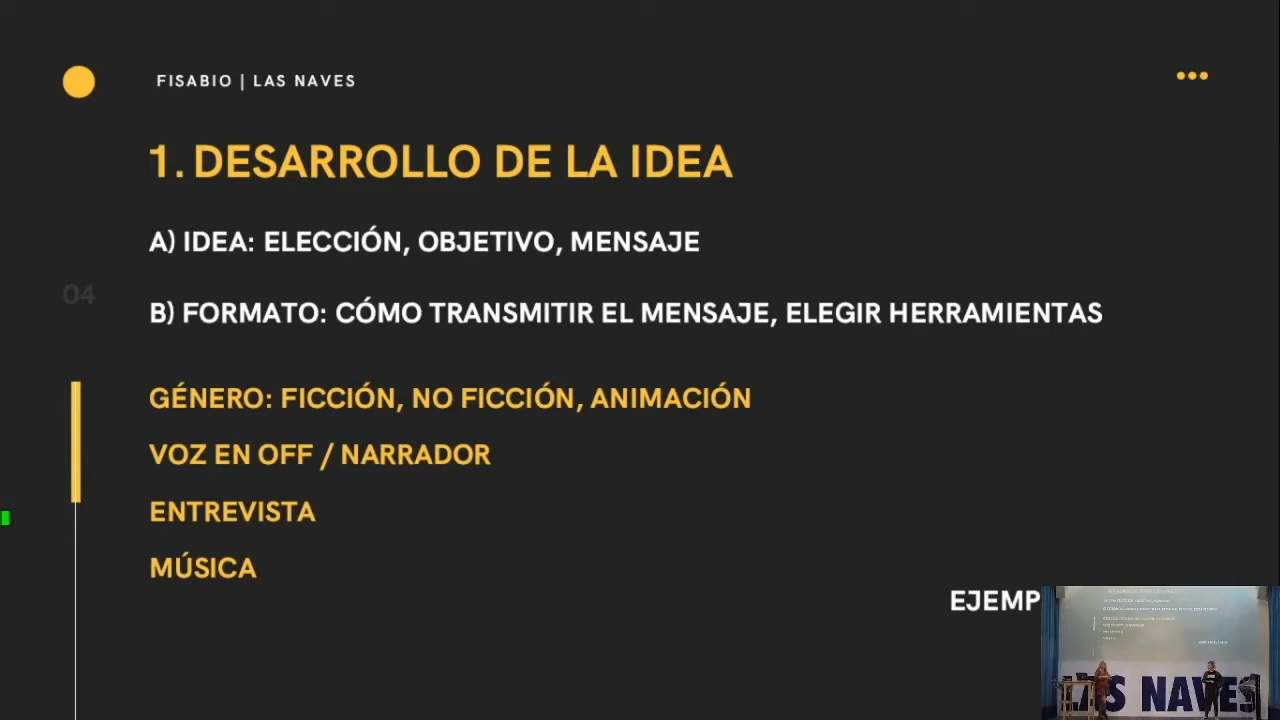 FISABIO | LAS NAVES
1. DESARROLLO DE LA IDEA
A) IDEA: ELECCIÓN, OBJETIVO, MENSAJE
04
B) FORMATO: CÓMO TRANSMITIR EL MENSAJE, ELEGIR HERRAMIENTAS
GÉNERO: FICCIÓN, NO FICCIÓN, ANIMACIÓN
VOZ EN OFF / NARRADOR
ENTREVISTA
MÚSICA
EJEMP
LAS NAVES